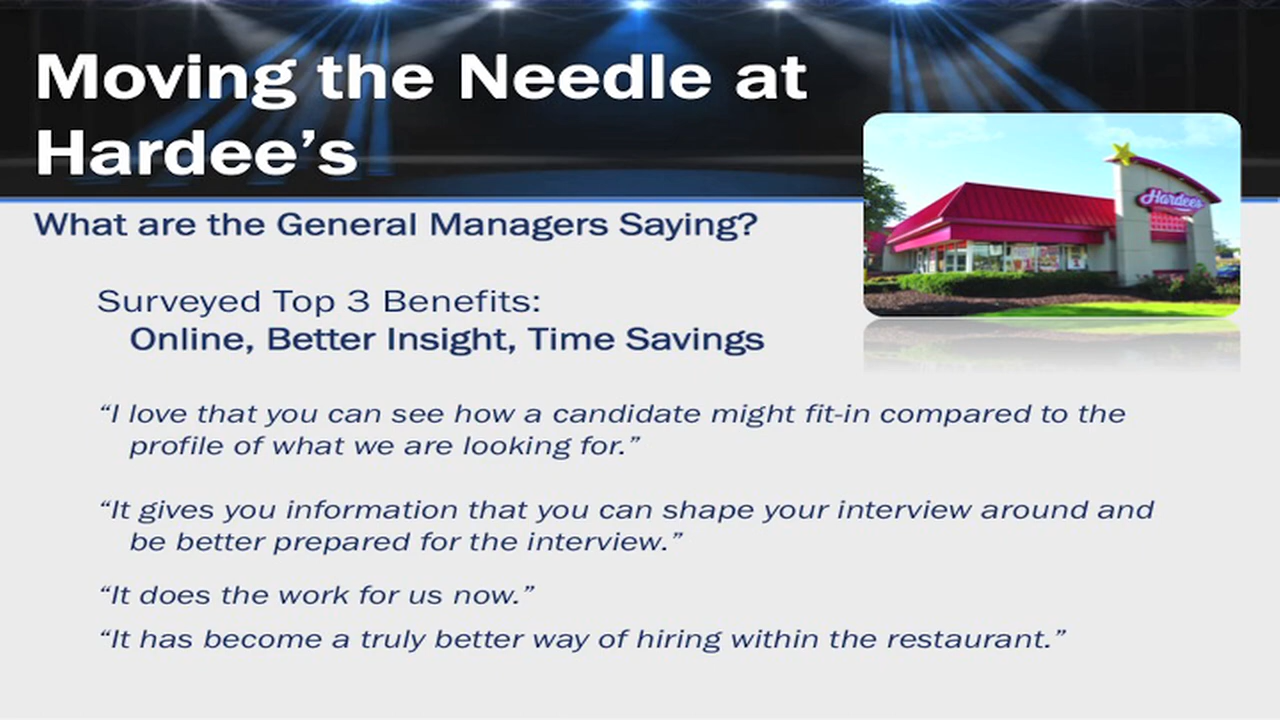 Moving the Needle at
Hardee’s
Hardee's
What are the General Managers Saying?
Surveyed Top 3 Benefits:
Online, Better Insight, Time Savings
“I love that you can see how a candidate might fit-in compared to the
profile of what we are looking for.”
“It gives you information that you can shape your interview around and
be better prepared for the interview.”
“It does the work for us now.”
“It has become a truly better way of hiring within the restaurant.”